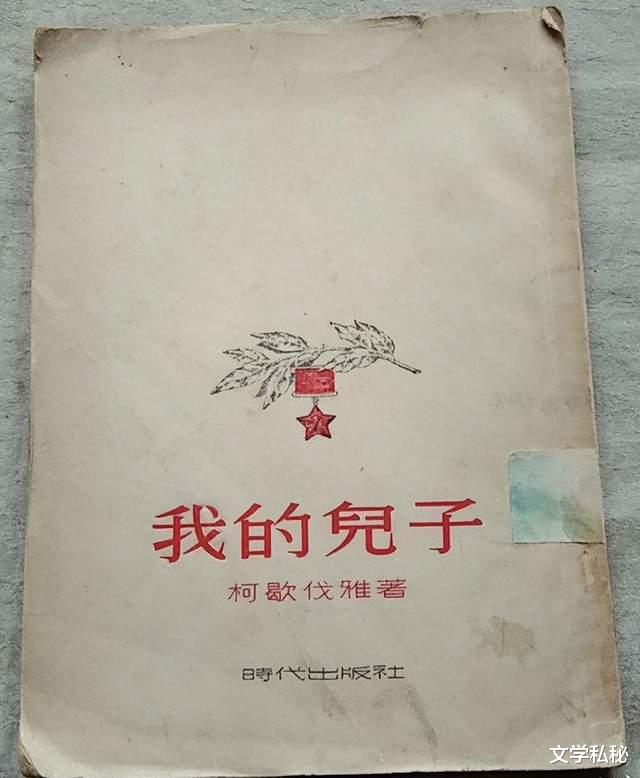 我的兒子
柯歇伐雅著
時代出版社
文学私秘